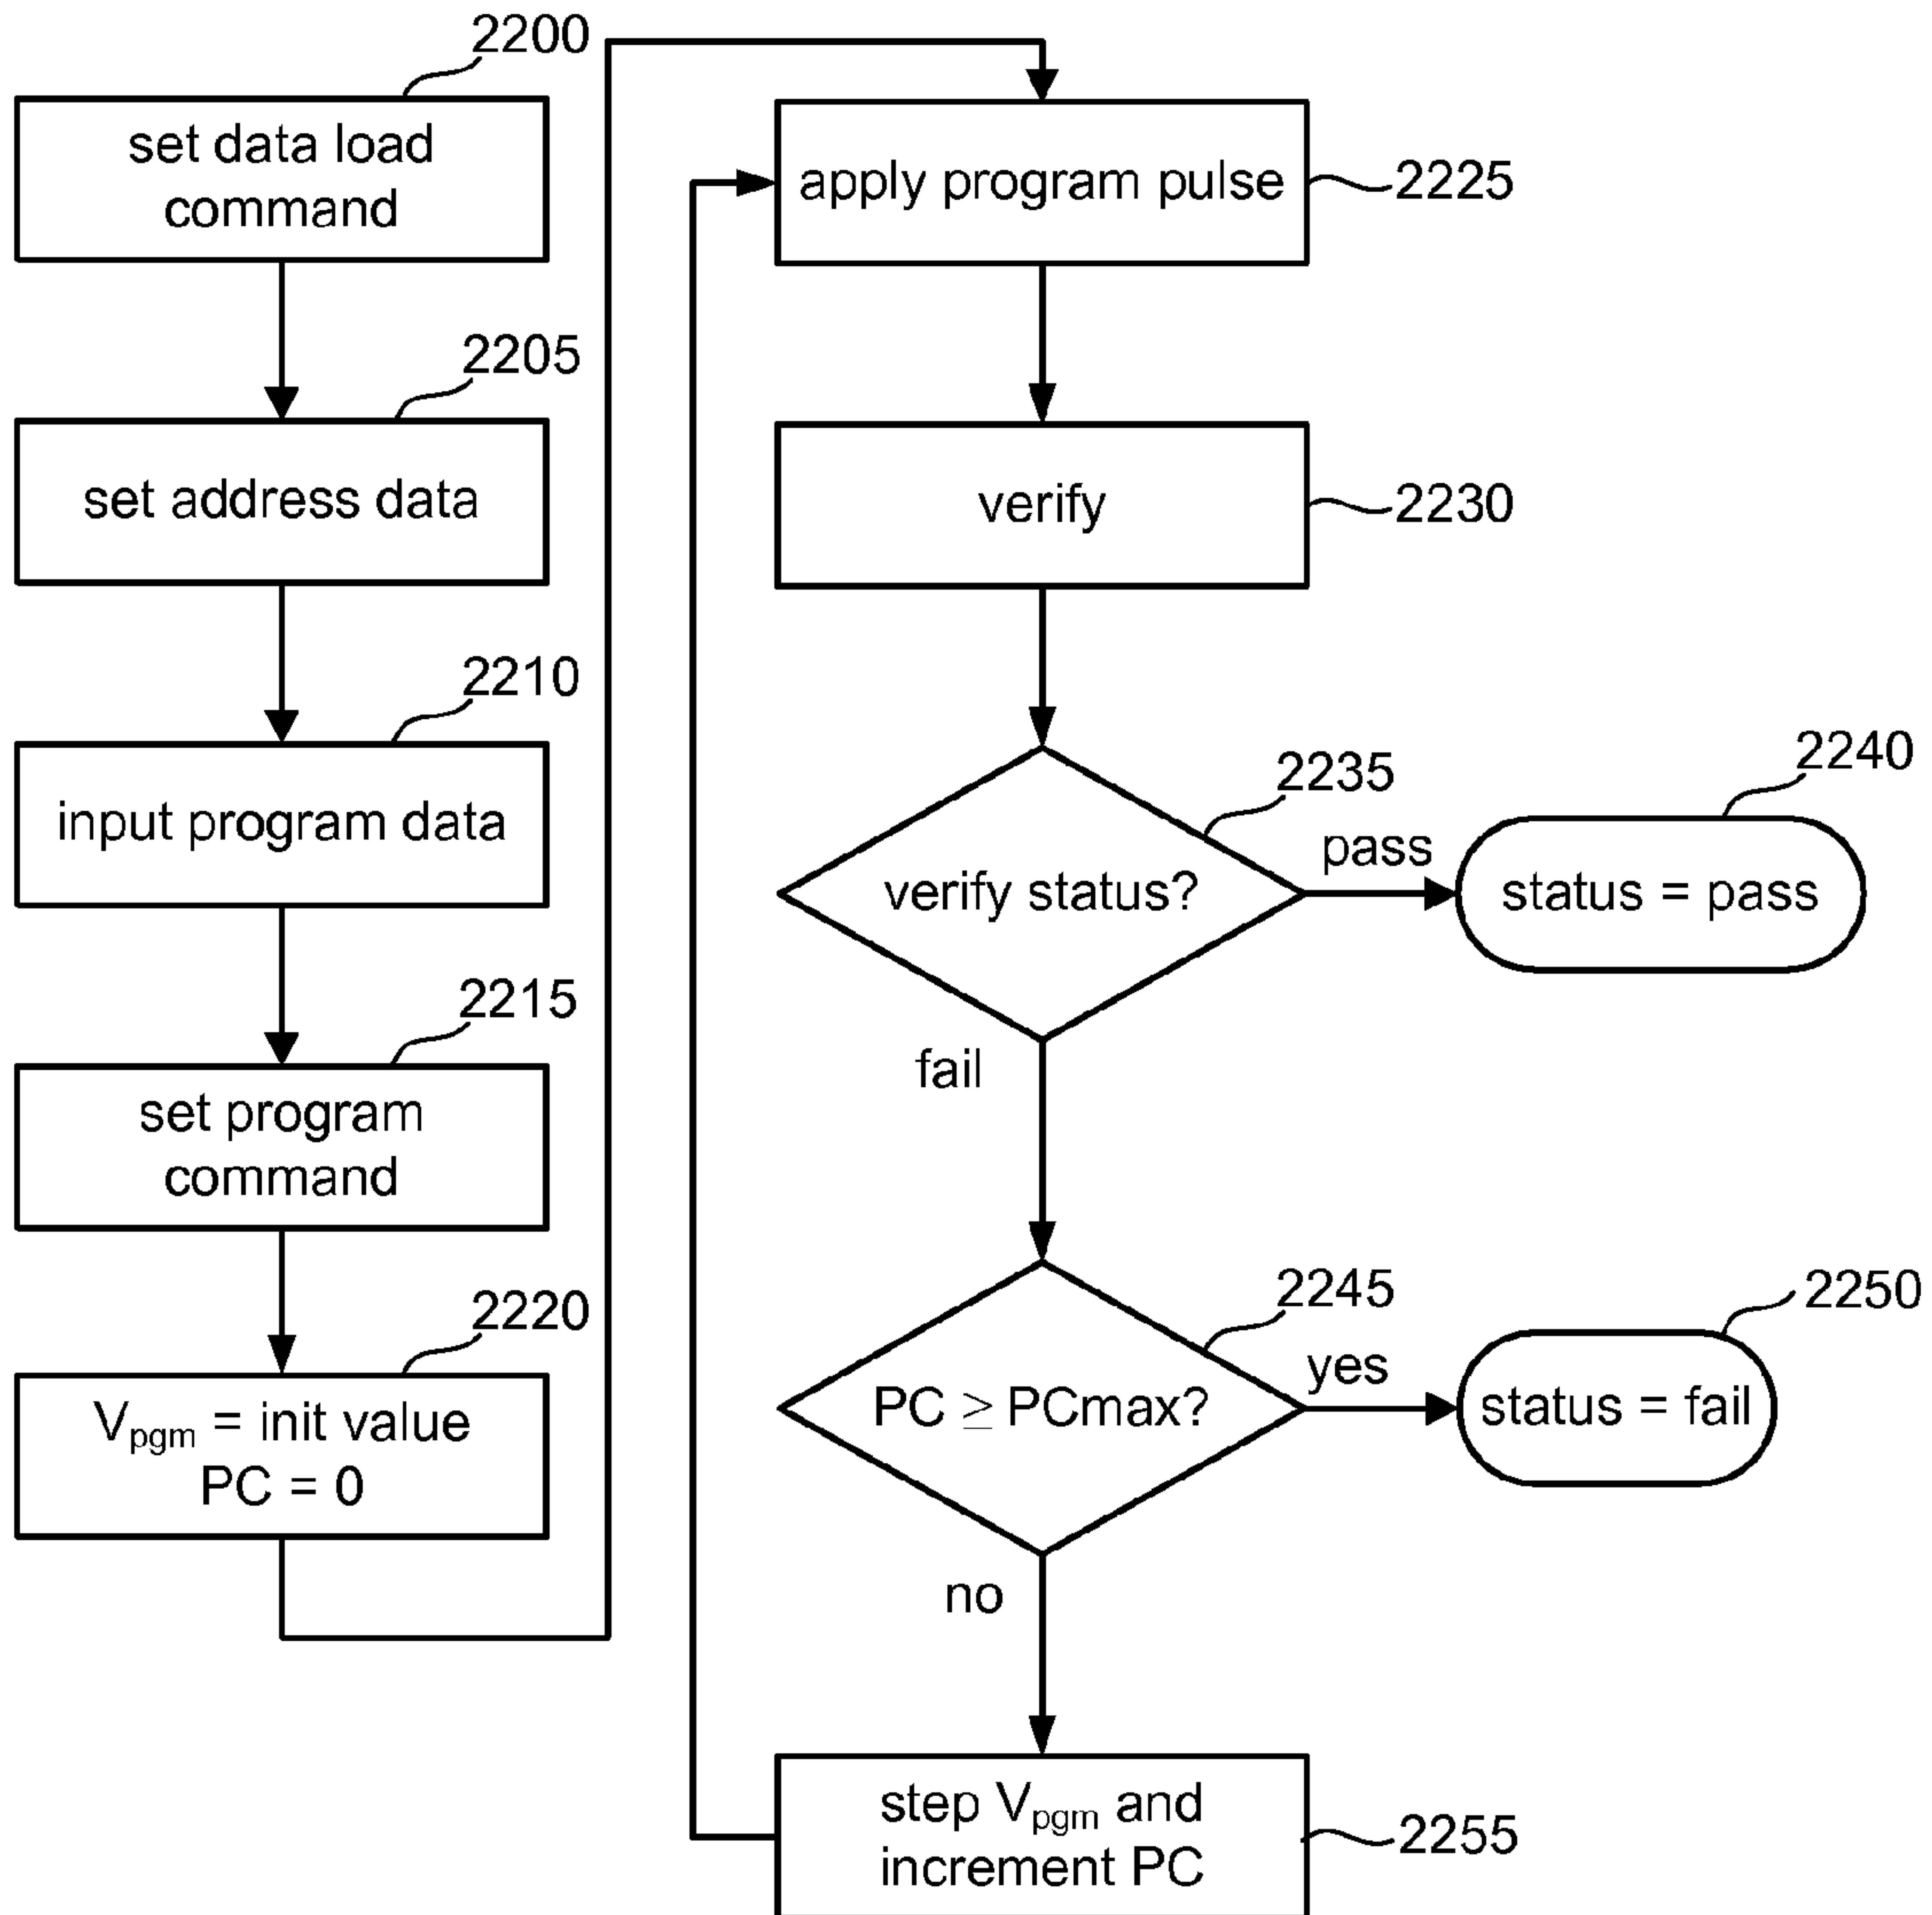 2200
set data load
command
2205
set address data
2210
input program data
2215
set program
command
2220
Vpgm = init value
PC = 0
apply program pulse
2225
verify
2230
2235
verify status?
pass
2240
status = pass
fail
2245
PC ≥ PCmax?
yes
2250
status = fail
no
step Vpgm and
increment PC
2255